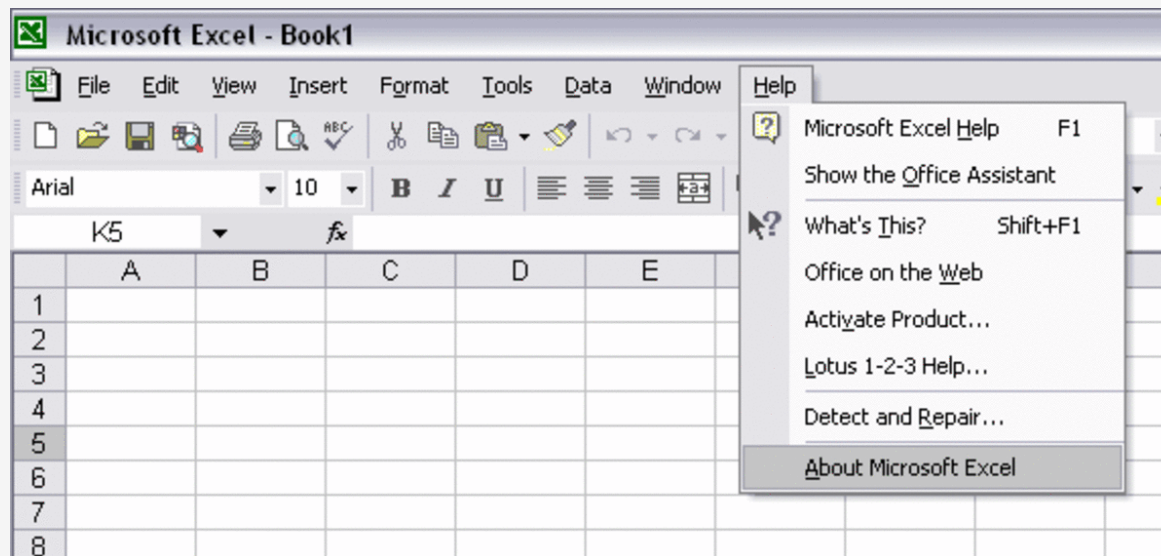 Microsoft Excel - Book1
File Edit View Insert Format Tools Data Window Help
ABC
Arial 10 B I U a
K5 fx
A B C D E
1
2
3
4
5
6
7
8
Microsoft Excel Help F1
Show the Office Assistant
What's This? Shift+F1
Office on the Web
Activate Product...
Lotus 1-2-3 Help...
Detect and Repair...
About Microsoft Excel